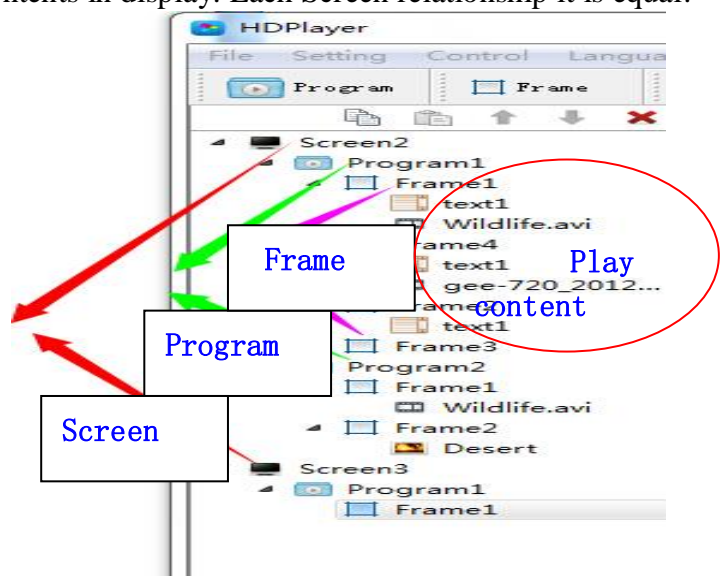 ntents in display. Each Screen relationship it is equal.
HDPlayer
File Setting Control Langua
Program Frame
Screen2
Program1
Frame1
text1
Wildlife.avi
rame4
text1
gee-720_2012...
text1
Frame3
Program2
Frame1
Wildlife.avi
Frame2
Desert
Screen3
Program1
Frame1
Frame
Program
Screen
Play
content